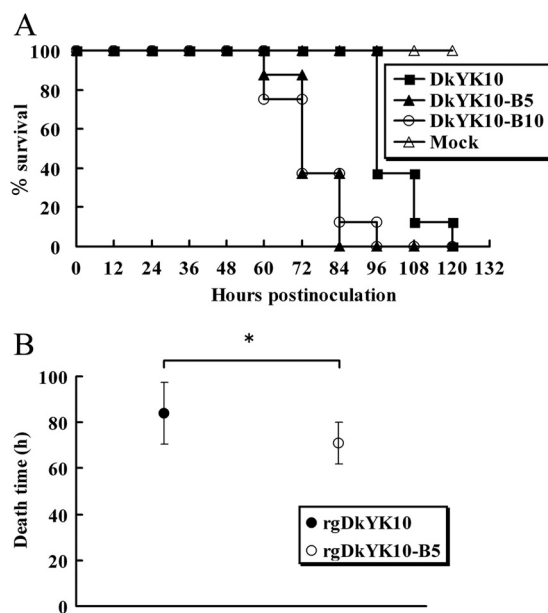 A
100
80
60
40
20
0
% survival
DkYK10
DkYK10-B5
DkYK10-B10
Mock
0 12 24 36 48 60 72 84 96 108 120 132
Hours postinoculation
B
*
100
80
60
40
20
0
Death time (h)
rgDkYK10
rgDkYK10-B5